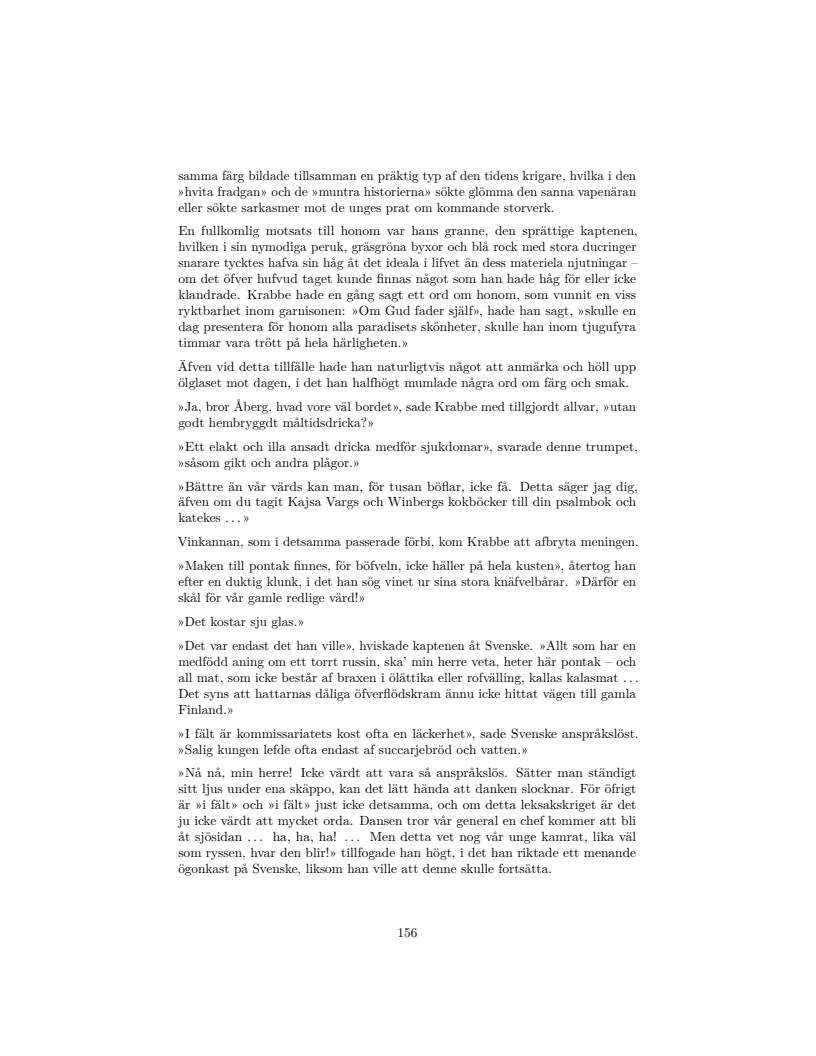 samma färg bildade tillsamman en präktig typ af den tidens krigare, hvilka i den
»hvita fradgan» och de »muntra historierna» sökte glömma den sanna vapenäran
eller sökte sarkasmer mot de unges prat om kommande storverk.
En fullkomlig motsats till honom var hans granne, den sprättige kaptenen,
hvilken i sin nymodiga peruk, gräsgröna byxor och blå rock med stora ducringer
snarare tycktes hafva sin håg åt det ideala i lifvet än dess materiela njutningar –
om det öfver hufvud taget kunde finnas något som han hade håg för eller icke
klandrade. Krabbe hade en gång sagt ett ord om honom, som vunnit en viss
ryktbarhet inom garnisonen: »Om Gud fader själf», hade han sagt, »skulle en
dag presentera för honom alla paradisets skönheter, skulle han inom tjugufyra
timmar vara trött på hela härligheten.»
Äfven vid detta tillfälle hade han naturligtvis något att anmärka och höll upp
ölglaset mot dagen, i det han halfhögt mumlade några ord om färg och smak.
»Ja, bror Åberg, hvad vore väl bordet», sade Krabbe med tillgjordt allvar, »utan
godt hembryggdt måltidsdricka?»
»Ett elakt och illa ansadt dricka medför sjukdomar», svarade denne trumpet,
»såsom gikt och andra plågor.»
»Bättre än vår värds kan man, för tusan böflar, icke få. Detta säger jag dig,
äfven om du tagit Kajsa Vargs och Winbergs kokböcker till din psalmbok och
katekes ... »
Vinkannan, som i detsamma passerade förbi, kom Krabbe att afbryta meningen.
»Maken till pontak finnes, för böfveln, icke häller på hela kusten», återtog han
efter en duktig klunk, i det han sög vinet ur sina stora knäfvelbårar. »Därför en
skål för vår gamle redlige värd!»
»Det kostar sju glas.»
»Det var endast det han ville», hviskade kaptenen åt Svenske. »Allt som har en
medfödd aning om ett torrt russin, ska' min herre veta, heter här pontak – och
all mat, som icke består af braxen i ölättika eller rofvälling, kallas kalasmat ...
Det syns att hattarnas dåliga öfverflödskram ännu icke hittat vägen till gamla
Finland.»
»I fält är kommissariatets kost ofta en läckerhet», sade Svenske anspråkslöst.
»Salig kungen lefde ofta endast af succarjebröd och vatten.»
»Nå nå, min herre! Icke värdt att vara så anspråkslös. Sätter man ständigt
sitt ljus under ena skäppo, kan det lätt hända att danken slocknar. För öfrigt
är »i fält» och »i fält» just icke detsamma, och om detta leksakskriget är det
ju icke värdt att mycket orda. Dansen tror vår general en chef kommer att bli
åt sjösidan ... ha, ha, ha! ... Men detta vet nog vår unge kamrat, lika väl
som ryssen, hvar den blir!» tillfogade han högt, i det han riktade ett menande
ögonkast på Svenske, liksom han ville att denne skulle fortsätta.
156